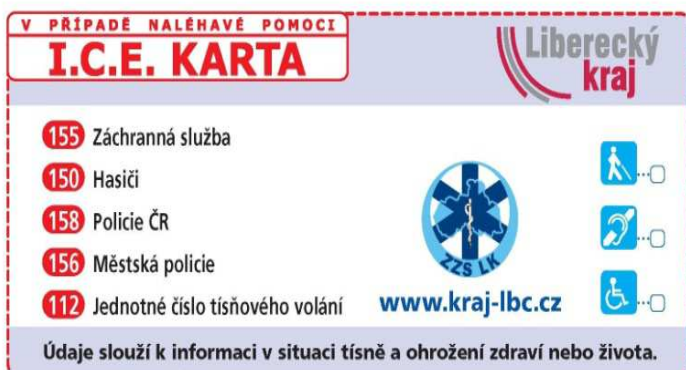 V PŘÍPADĚ NALÉHAVÉ POMOCI
I.C.E. KARTA
Liberecký
kraj
155 Záchranná služba
150 Hasiči
158 Policie ČR
156 Městská policie
112 Jednotné číslo tísňového volání
ZZS LK
www.kraj-lbc.cz
Údaje slouží k informaci v situaci tísně a ohrožení zdraví nebo života.